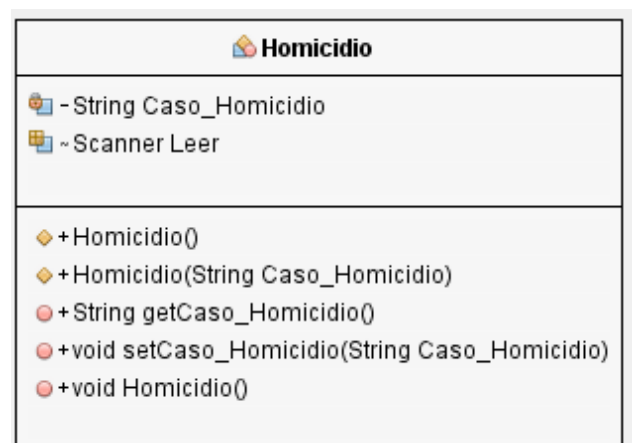 Homicidio
-String Caso_Homicidio
~Scanner Leer
+Homicidio()
+Homicidio(String Caso_Homicidio)
+String getCaso_Homicidio()
+void setCaso_Homicidio(String Caso_Homicidio)
+void Homicidio()